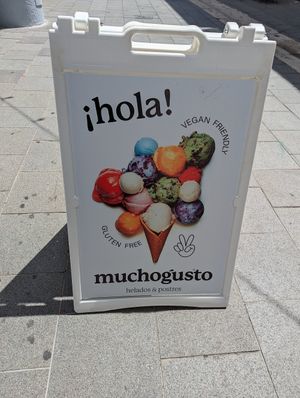 ¡hola!
VEGAN FRIENDLY
GLUTEN FREE
muchogusto
helados & postres